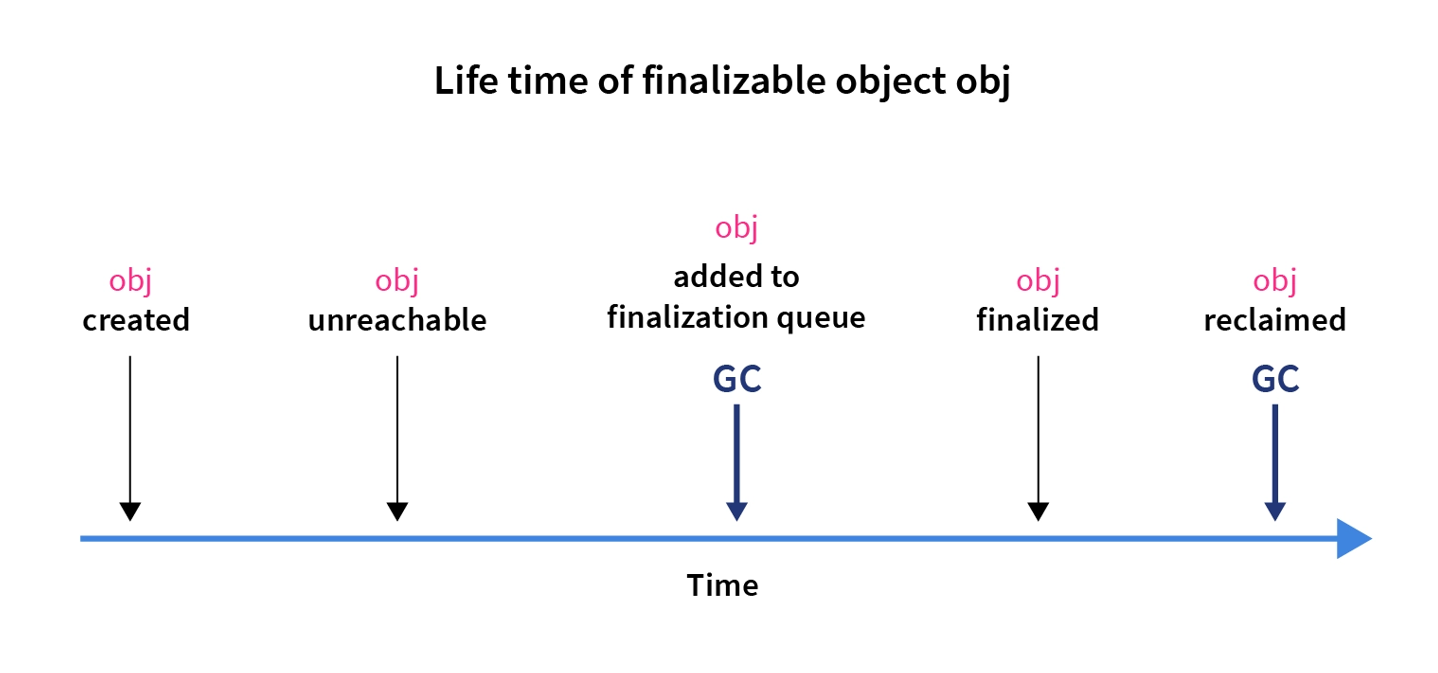 Life time of finalizable object obj
obj
created
obj
unreachable
obj
added to
finalization queue
GC
obj
finalized
obj
reclaimed
GC
Time